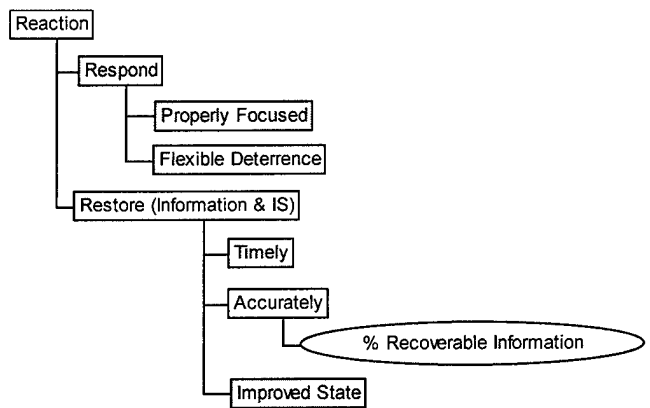 Reaction
Respond
Properly Focused
Flexible Deterrence
Restore (Information & IS)
Timely
Accurately
% Recoverable Information
Improved State